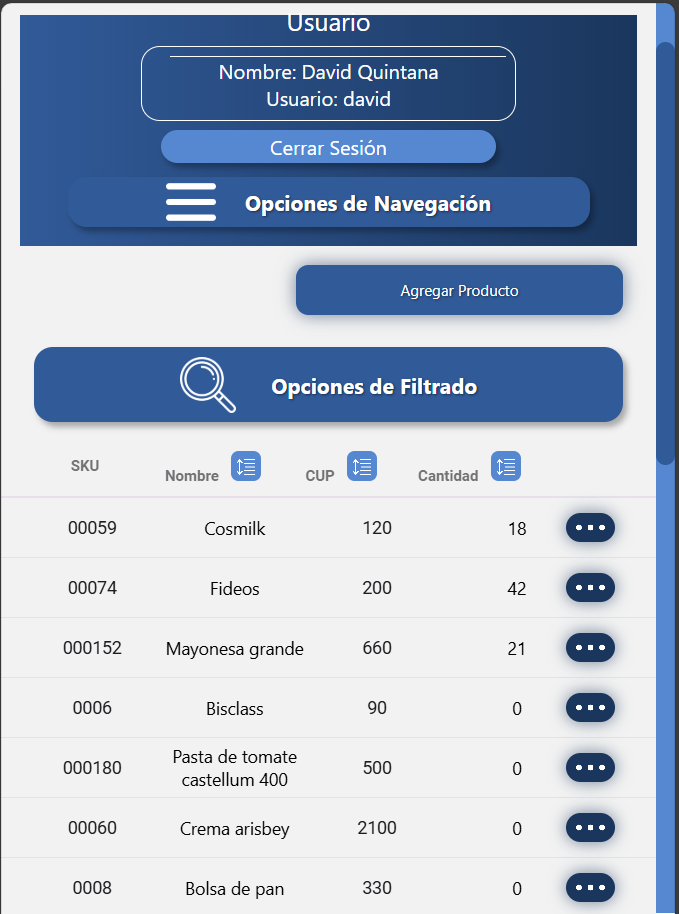 Usuario
Nombre: David Quintana
Usuario: david
Cerrar Sesión
Opciones de Navegación
Agregar Producto
Opciones de Filtrado
SKU Nombre CUP Cantidad
00059 Cosmilk 120 18
00074 Fideos 200 42
000152 Mayonesa grande 660 21
0006 Bisclass 90 0
000180 Pasta de tomate castellum 400 500 0
00060 Crema arisbey 2100 0
0008 Bolsa de pan 330 0